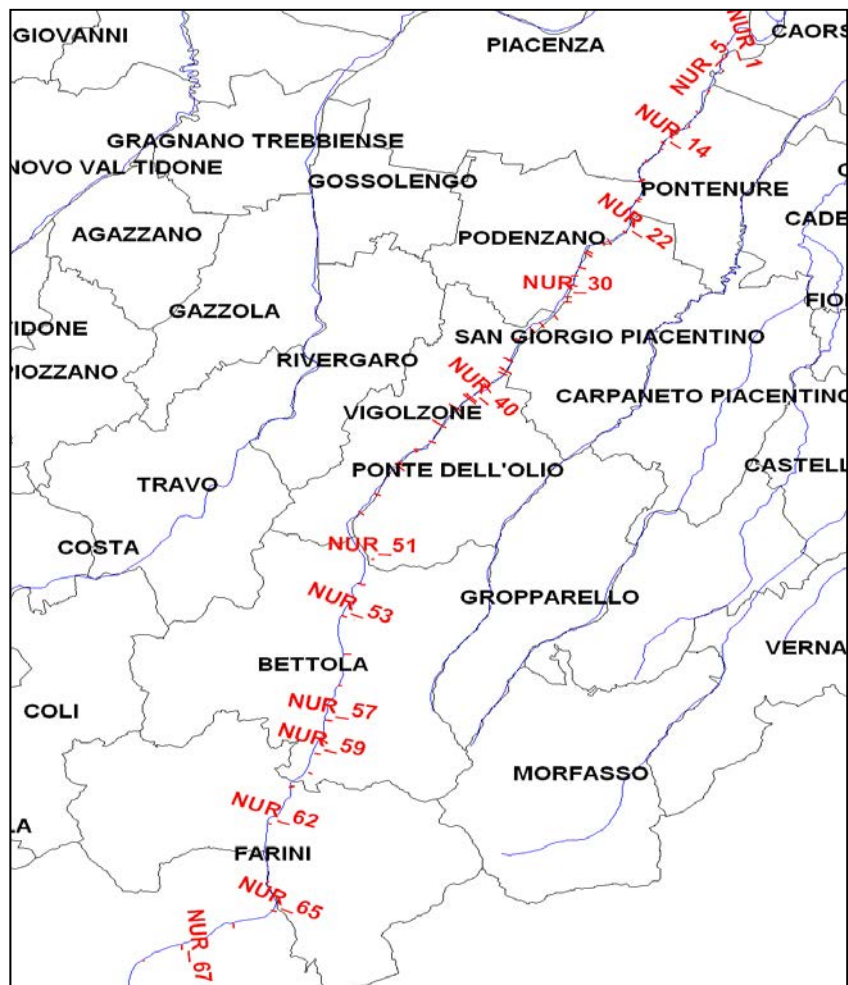 GIOVANNI
PIACENZA
NUR_1
CAORS
NUR_5
GRAGNANO TREBBIENSE
NUR_14
NOVO VAL TIDONE
GOSSOLENGO
PONTENURE
CADE
AGAZZANO
PODENZANO
NUR_22
NUR_30
GAZZOLA
FIOI
TIDONE
SAN GIORGIO PIACENTINO
PIOZZANO
RIVERGARO
NUR_40
CARPANETO PIACENTINO
VIGOLZONE
PONTE DELL'OLIO
CASTELL
TRAVO
COSTA
NUR_51
NUR_53
GROPPARELLO
VERNA
BETTOLA
COLI
NUR_57
NUR_59
MORFASSO
NUR_62
LA
FARINI
NUR_65
NUR_67